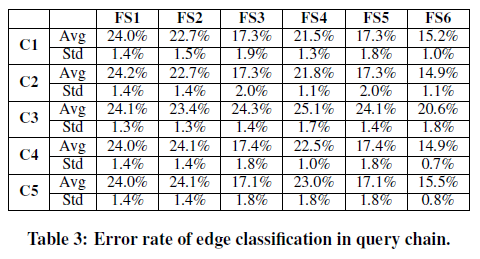 FS1 FS2 FS3 FS4 FS5 FS6
C1 Avg 24.0% 22.7% 17.3% 21.5% 17.3% 15.2%
Std 1.4% 1.5% 1.9% 1.3% 1.8% 1.0%
C2 Avg 24.2% 22.7% 17.3% 21.8% 17.3% 14.9%
Std 1.4% 1.4% 2.0% 1.1% 2.0% 1.1%
C3 Avg 24.1% 23.4% 24.3% 25.1% 24.1% 20.6%
Std 1.3% 1.3% 1.4% 1.7% 1.4% 1.8%
C4 Avg 24.0% 24.1% 17.4% 22.5% 17.4% 14.9%
Std 1.4% 1.4% 1.8% 1.0% 1.8% 0.7%
C5 Avg 24.0% 24.1% 17.1% 23.0% 17.1% 15.5%
Std 1.4% 1.4% 1.8% 1.8% 1.8% 0.8%
Table 3: Error rate of edge classification in query chain.